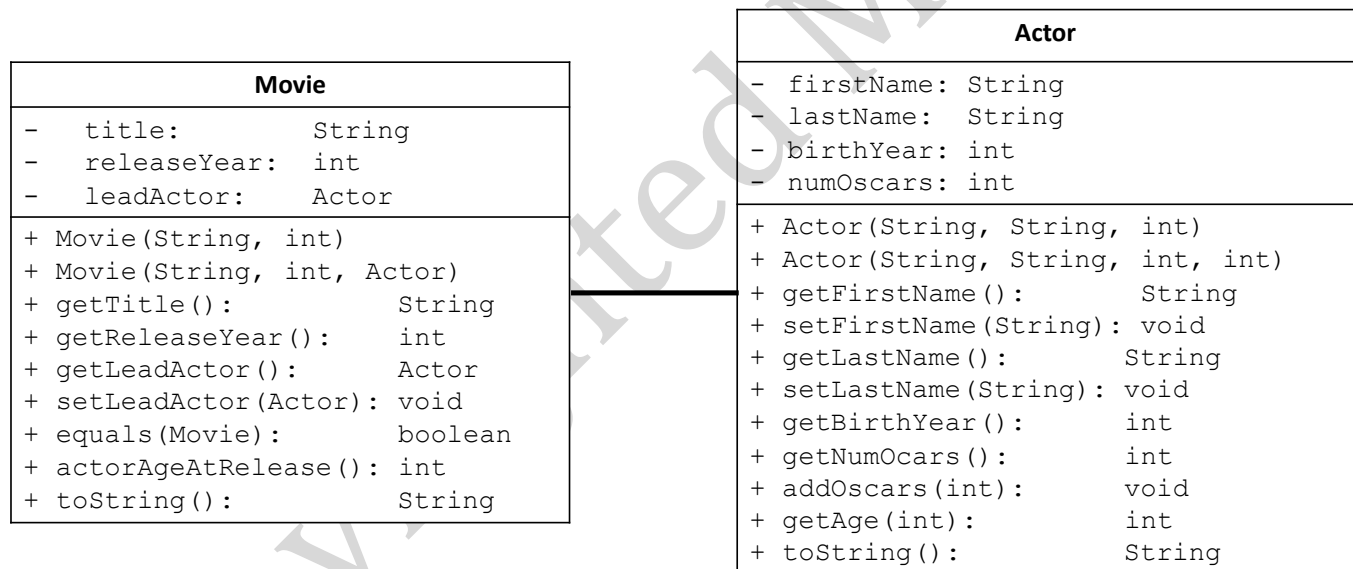 Movie
- title: String
- releaseYear: int
- leadActor: Actor
+ Movie(String, int)
+ Movie(String, int, Actor)
+ getTitle(): String
+ getReleaseYear(): int
+ getLeadActor(): Actor
+ setLeadActor(Actor): void
+ equals(Movie): boolean
+ actorAgeAtRelease(): int
+ toString(): String
Actor
- firstName: String
- lastName: String
- birthYear: int
- numOscars: int
+ Actor(String, String, int)
+ Actor(String, String, int, int)
+ getFirstName(): String
+ setFirstName(String): void
+ getLastName(): String
+ setLastName(String): void
+ getBirthYear(): int
+ getNumOcars(): int
+ addOscars(int): void
+ getAge(int): int
+ toString(): String